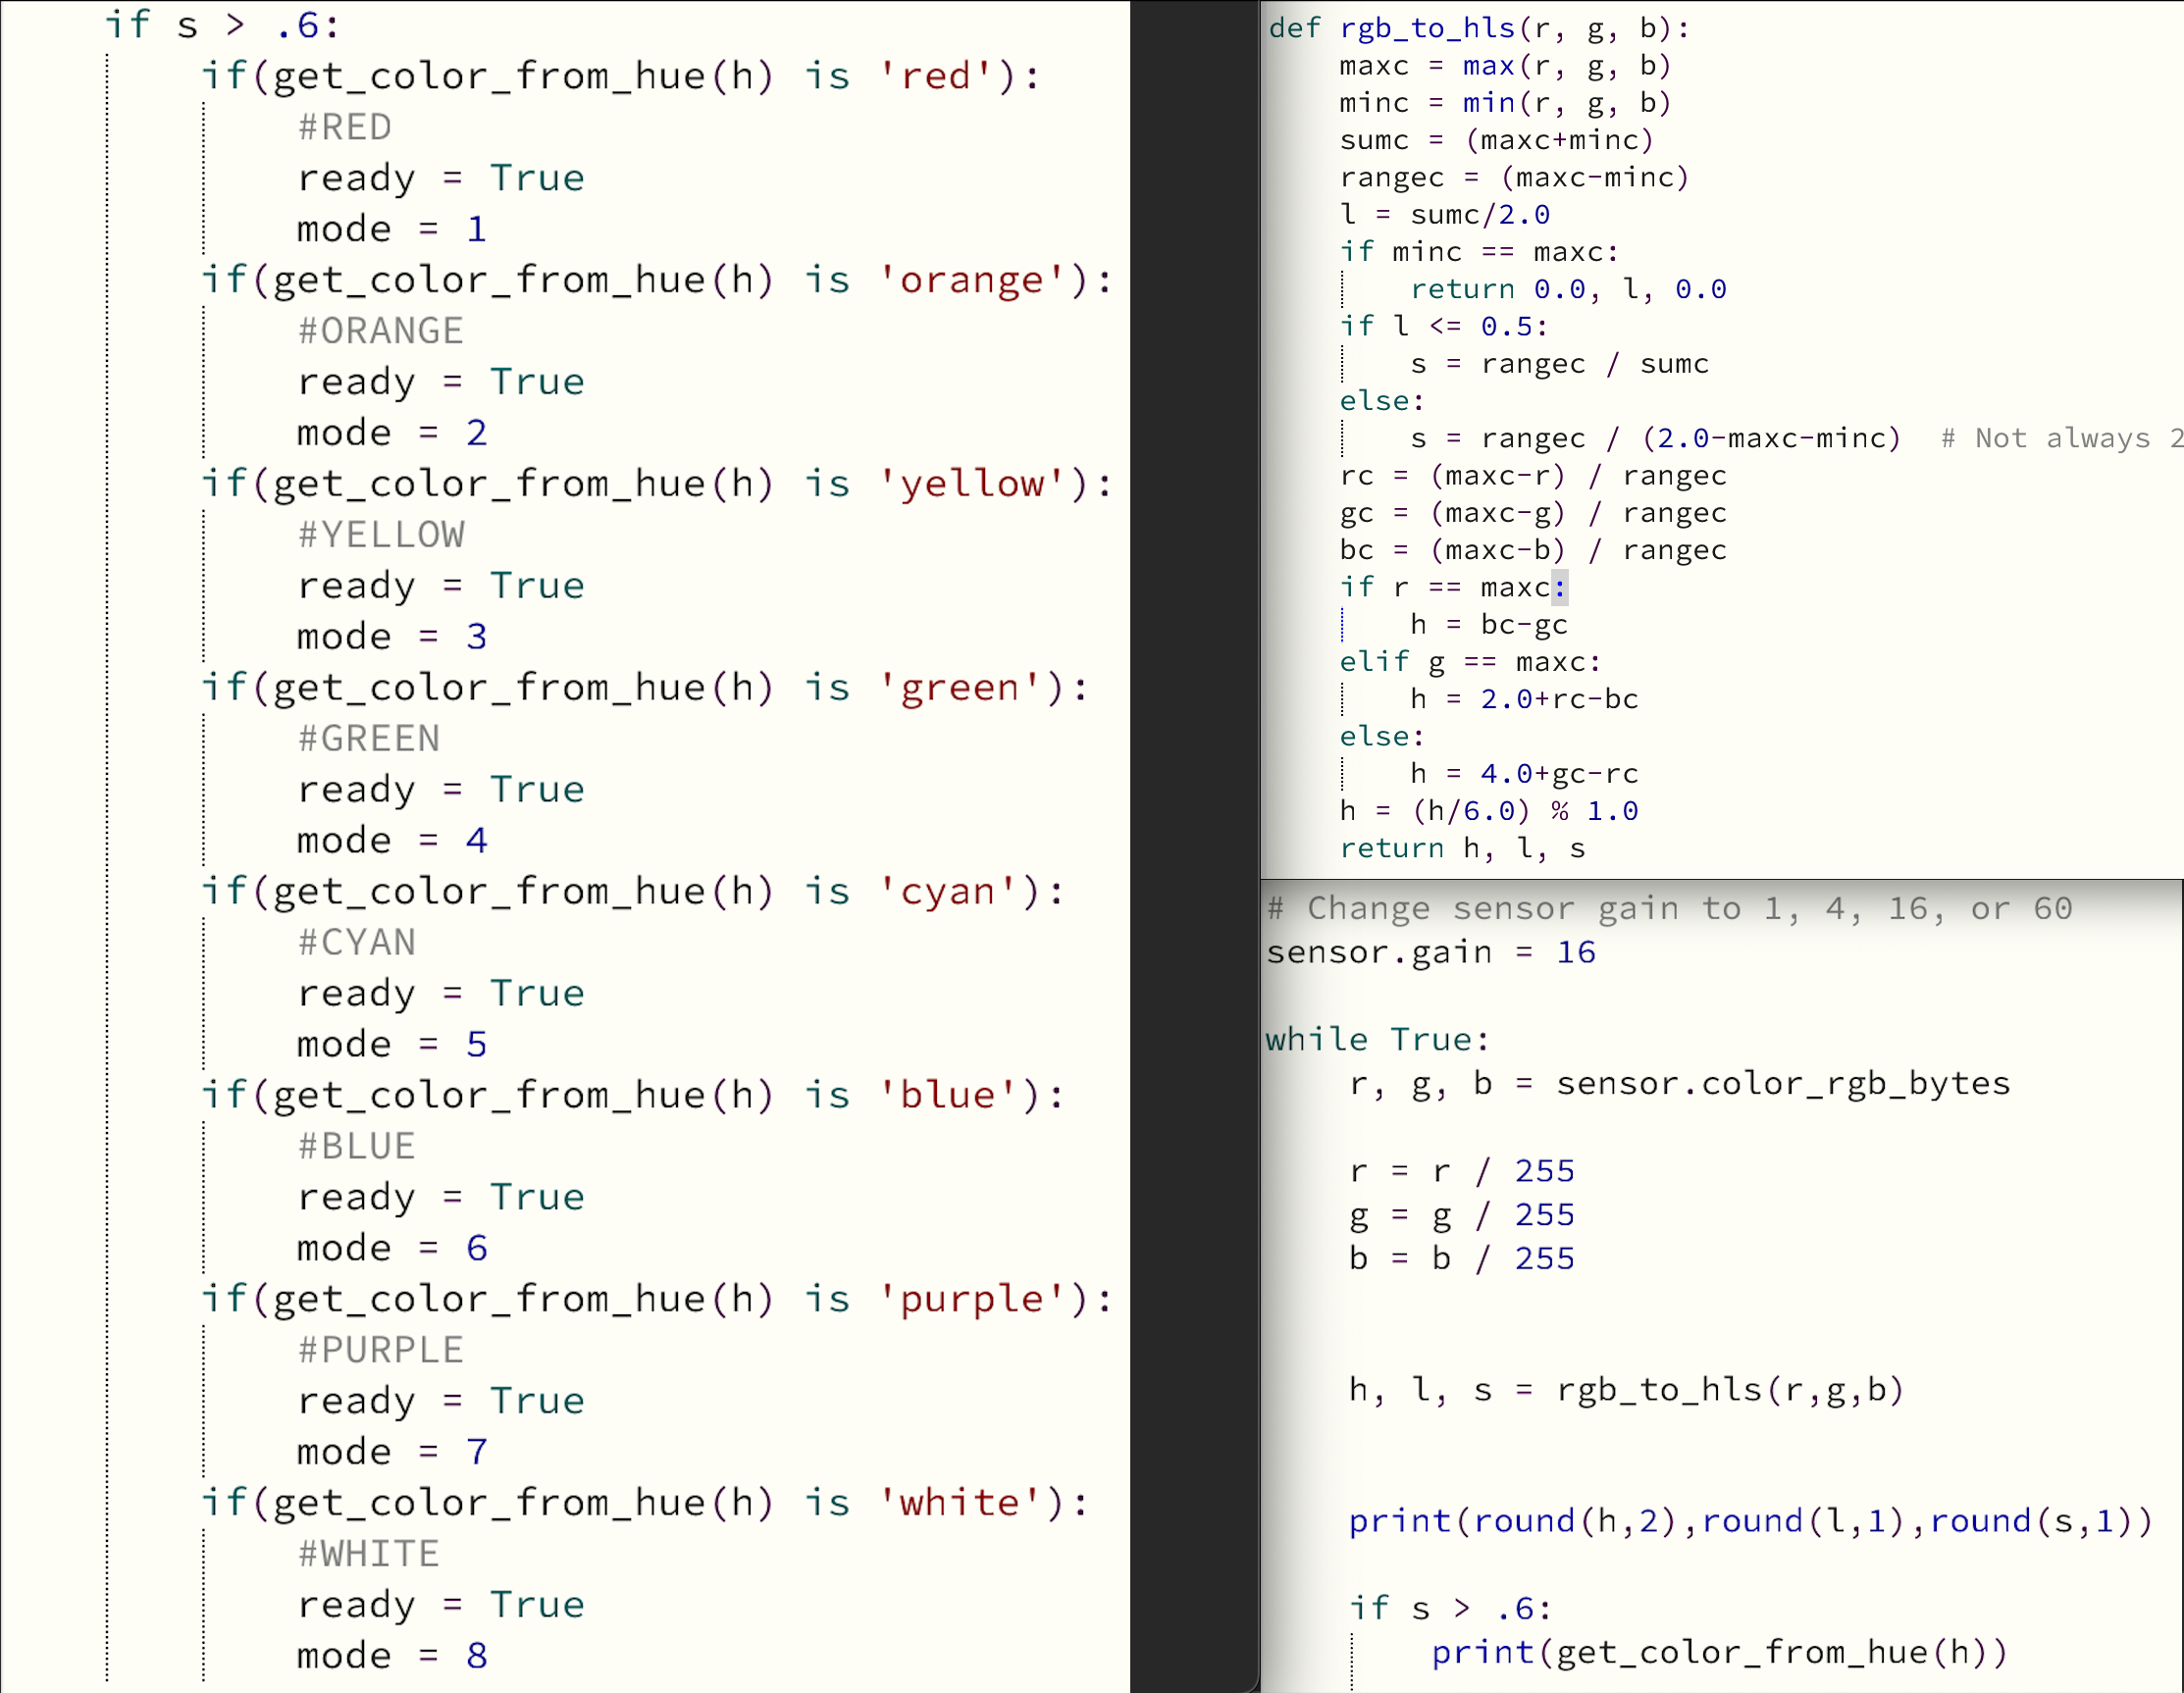 if s > .6:
if(get_color_from_hue(h) is 'red'):
#RED
ready = True
mode = 1
if(get_color_from_hue(h) is 'orange'):
#ORANGE
ready = True
mode = 2
if(get_color_from_hue(h) is 'yellow'):
#YELLOW
ready = True
mode = 3
if(get_color_from_hue(h) is 'green'):
#GREEN
ready = True
mode = 4
if(get_color_from_hue(h) is 'cyan'):
#CYAN
ready = True
mode = 5
if(get_color_from_hue(h) is 'blue'):
#BLUE
ready = True
mode = 6
if(get_color_from_hue(h) is 'purple'):
#PURPLE
ready = True
mode = 7
if(get_color_from_hue(h) is 'white'):
#WHITE
ready = True
mode = 8
def rgb_to_hls(r, g, b):
maxc = max(r, g, b)
minc = min(r, g, b)
sumc = (maxc+minc)
rangec = (maxc-minc)
l = sumc/2.0
if minc == maxc:
return 0.0, l, 0.0
if l <= 0.5:
s = rangec / sumc
else:
s = rangec / (2.0-maxc-minc)  # Not always 2
rc = (maxc-r) / rangec
gc = (maxc-g) / rangec
bc = (maxc-b) / rangec
if r == maxc:
h = bc-gc
elif g == maxc:
h = 2.0+rc-bc
else:
h = 4.0+gc-rc
h = (h/6.0) % 1.0
return h, l, s
# Change sensor gain to 1, 4, 16, or 60
sensor.gain = 16
while True:
r, g, b = sensor.color_rgb_bytes
r = r / 255
g = g / 255
b = b / 255
h, l, s = rgb_to_hls(r,g,b)
print(round(h,2),round(l,1),round(s,1))
if s > .6:
print(get_color_from_hue(h))